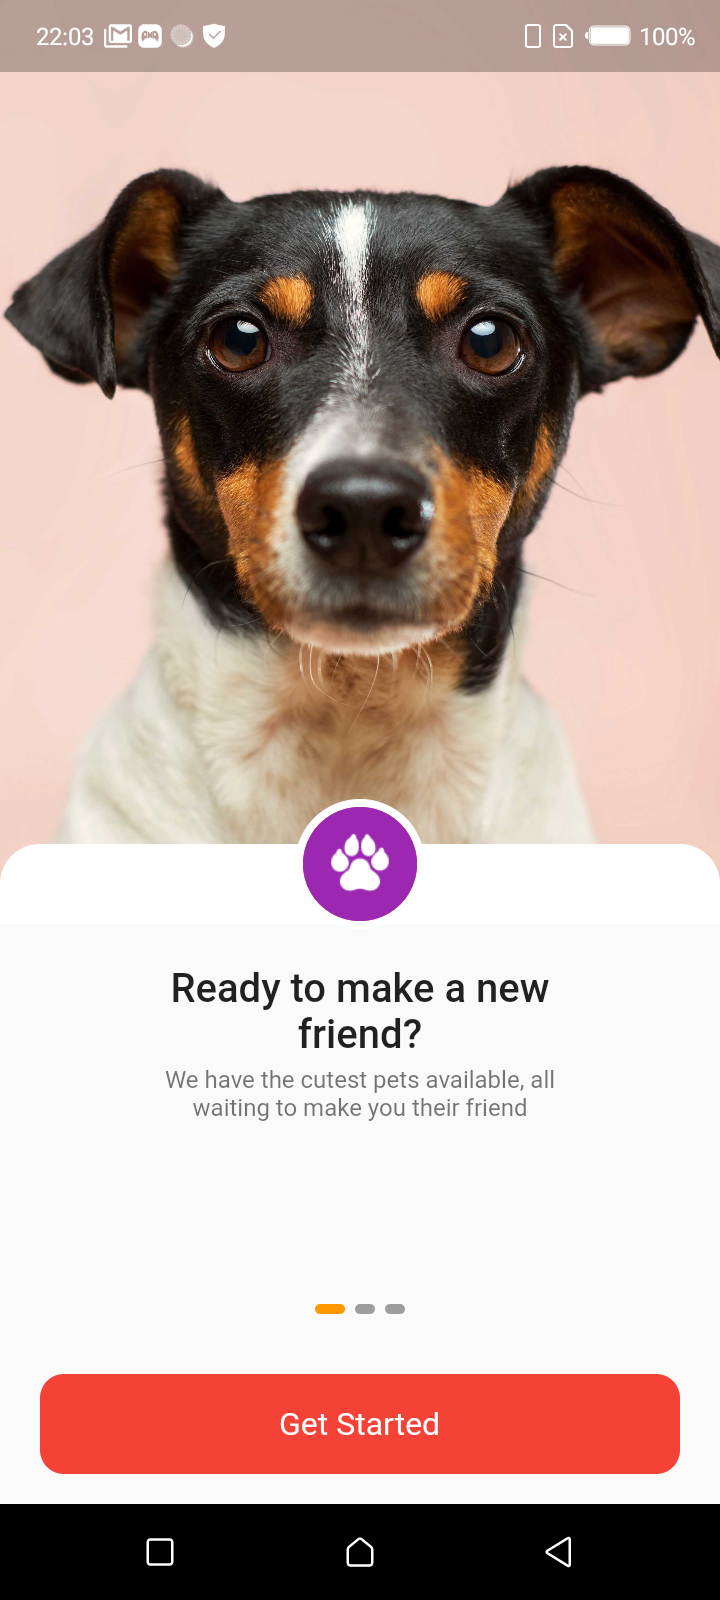 22:03 100%
Ready to make a new
friend?
We have the cutest pets available, all
waiting to make you their friend
Get Started